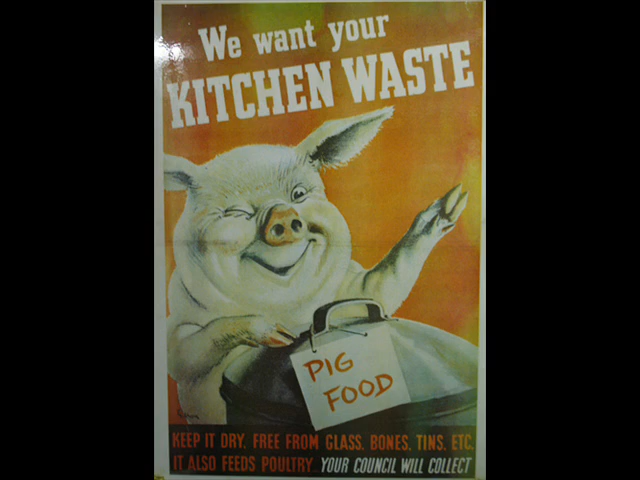 We want your
KITCHEN WASTE
PIG
FOOD
KEEP IT DRY, FREE FROM GLASS, BONES, TINS, ETC.
IT ALSO FEEDS POULTRY YOUR COUNCIL WILL COLLECT